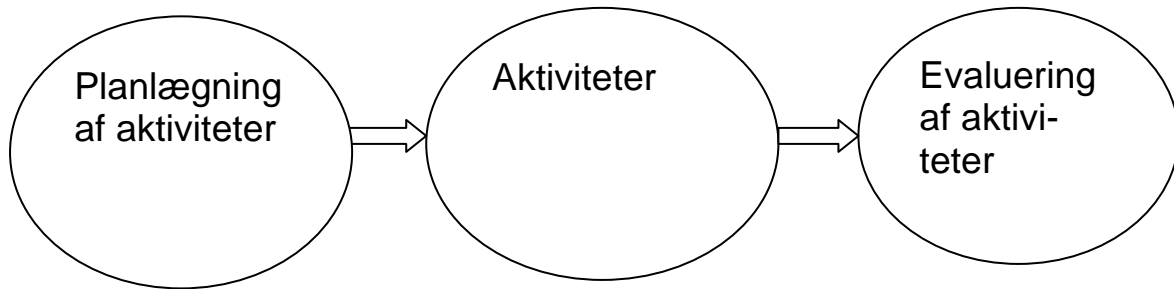 Planlægning
af aktiviteter
Aktiviteter
Evaluering
af aktivi-
teter